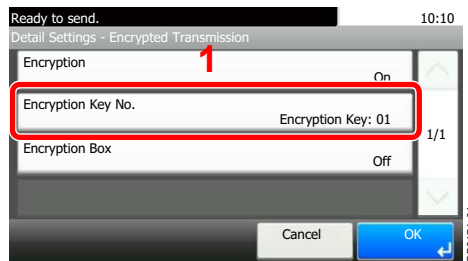 Ready to send. 10:10
Detail Settings - Encrypted Transmission
1
Encryption
On
Encryption Key No.
Encryption Key: 01
1/1
Encryption Box
Off
Cancel
OK